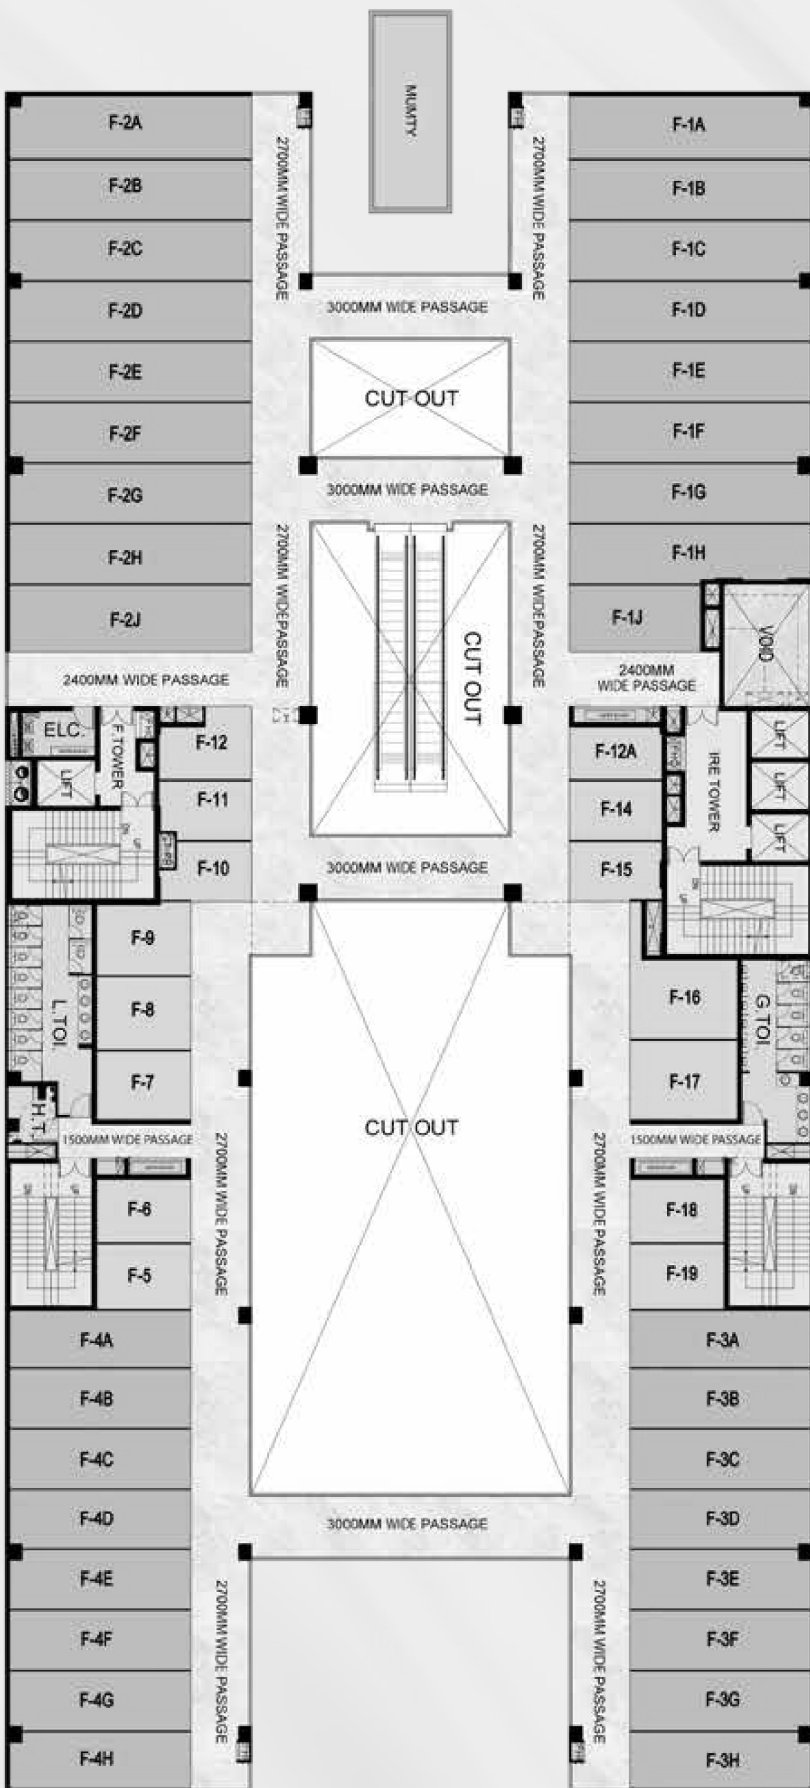 MUMTY
F-2A
F-2B
F-2C
F-2D
F-2E
F-2F
F-2G
F-2H
F-2J
2700MM WIDE PASSAGE
2700MM WIDE PASSAGE
F-1A
F-1B
F-1C
F-1D
F-1E
F-1F
F-1G
F-1H
F-1J
3000MM WIDE PASSAGE
CUT OUT
3000MM WIDE PASSAGE
2700MM WIDEPASSAGE
CUT OUT
2700MM WIDE PASSAGE
VOID
2400MM WIDE PASSAGE
2400MM
WIDE PASSAGE
ELC.
F.TOWER
LIFT
F-12
F-11
F-10
F-12A
F-14
F-15
IRE TOWER
LIFT
LIFT
LIFT
3000MM WIDE PASSAGE
F-9
F-8
F-7
L.TOI.
H.T.
F-16
F-17
G.TOI.
CUT OUT
1500MM WIDE PASSAGE
1500MM WIDE PASSAGE
2700MM WIDE PASSAGE
2700MM WIDE PASSAGE
F-6
F-5
F-18
F-19
F-4A
F-4B
F-4C
F-4D
F-4E
F-4F
F-4G
F-4H
F-3A
F-3B
F-3C
F-3D
F-3E
F-3F
F-3G
F-3H
3000MM WIDE PASSAGE
2700MM WIDE PASSAGE
2700MM WIDE PASSAGE